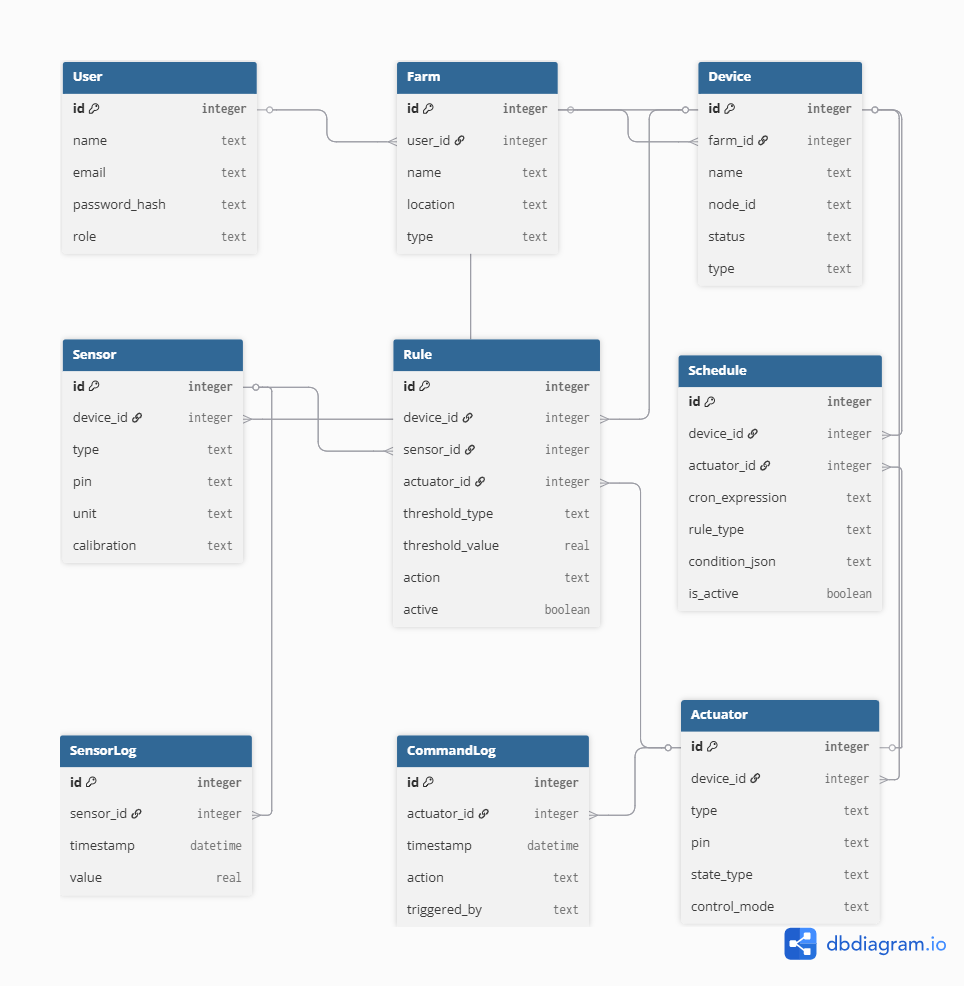 User
id integer
name text
email text
password_hash text
role text
Farm
id integer
user_id integer
name text
location text
type text
Device
id integer
farm_id integer
name text
node_id text
status text
type text
Sensor
id integer
device_id integer
type text
pin text
unit text
calibration text
Rule
id integer
device_id integer
sensor_id integer
actuator_id integer
threshold_type text
threshold_value real
action text
active boolean
Schedule
id integer
device_id integer
actuator_id integer
cron_expression text
rule_type text
condition_json text
is_active boolean
SensorLog
id integer
sensor_id integer
timestamp datetime
value real
CommandLog
id integer
actuator_id integer
timestamp datetime
action text
triggered_by text
Actuator
id integer
device_id integer
type text
pin text
state_type text
control_mode text
dbdiagram.io